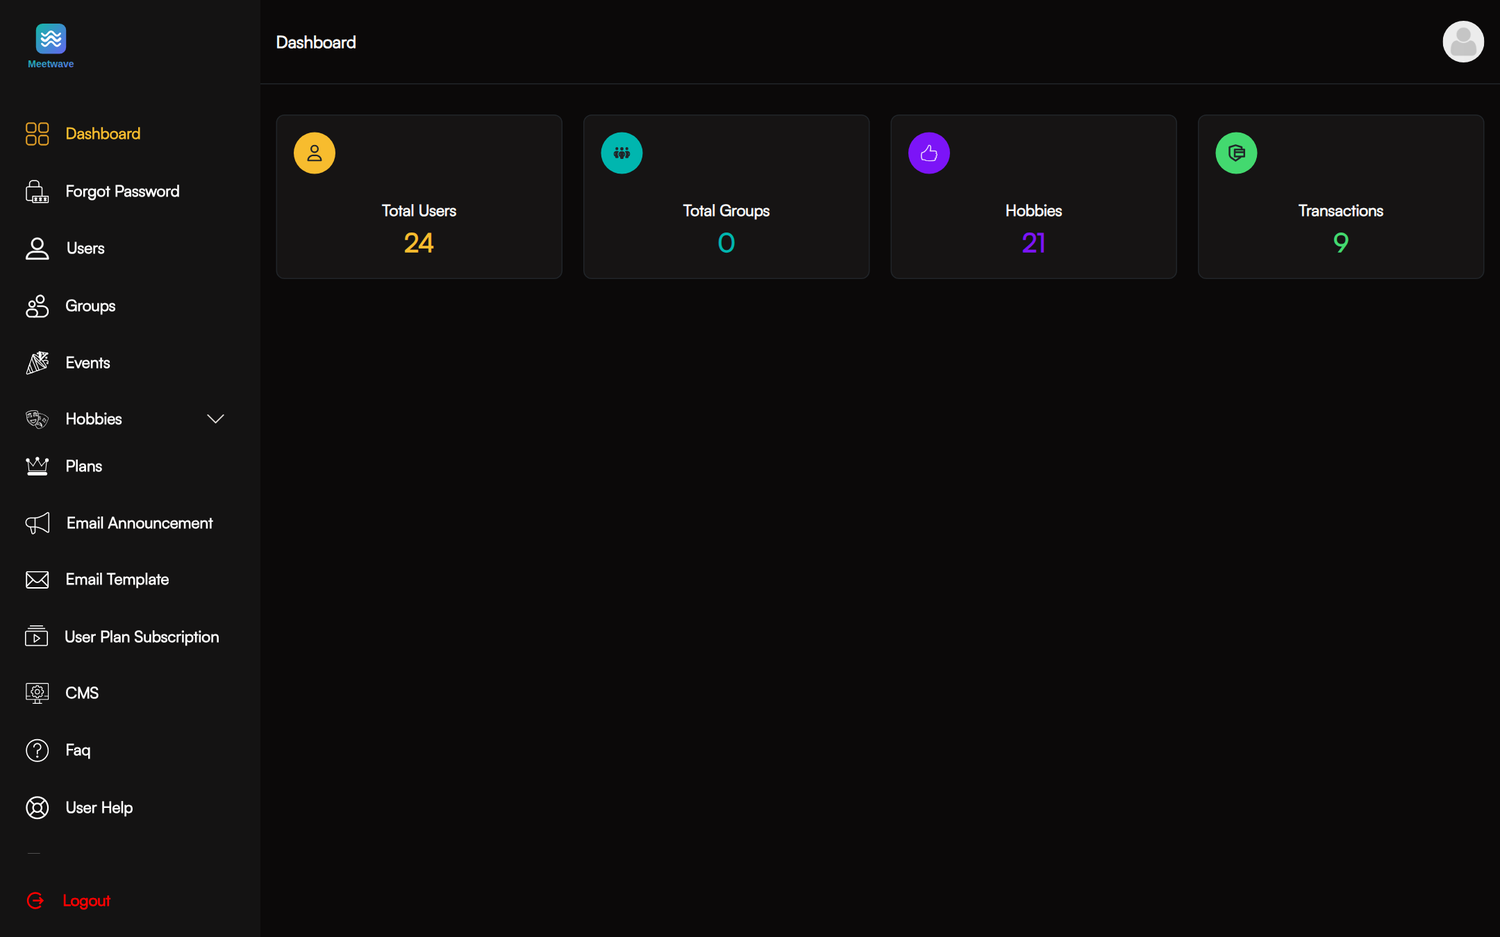 Meetwave
Dashboard
Dashboard
Forgot Password
Users
Groups
Events
Hobbies
Plans
Email Announcement
Email Template
User Plan Subscription
CMS
Faq
User Help
Logout
Total Users
24
Total Groups
0
Hobbies
21
Transactions
9